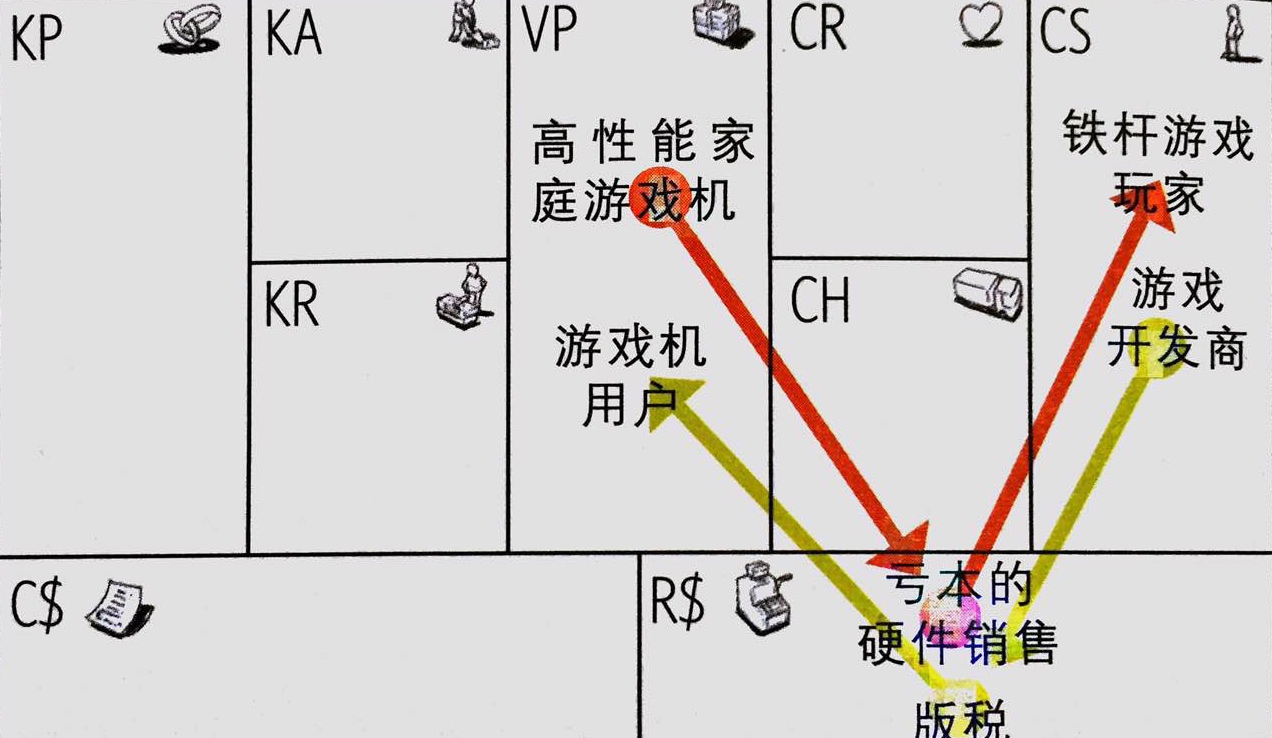 KP
KA
VP
CR
CS
高性能家
庭游戏机
铁杆游戏
玩家
KR
游戏机
用户
CH
游戏
开发商
C$
R$
亏本的
硬件销售
版税